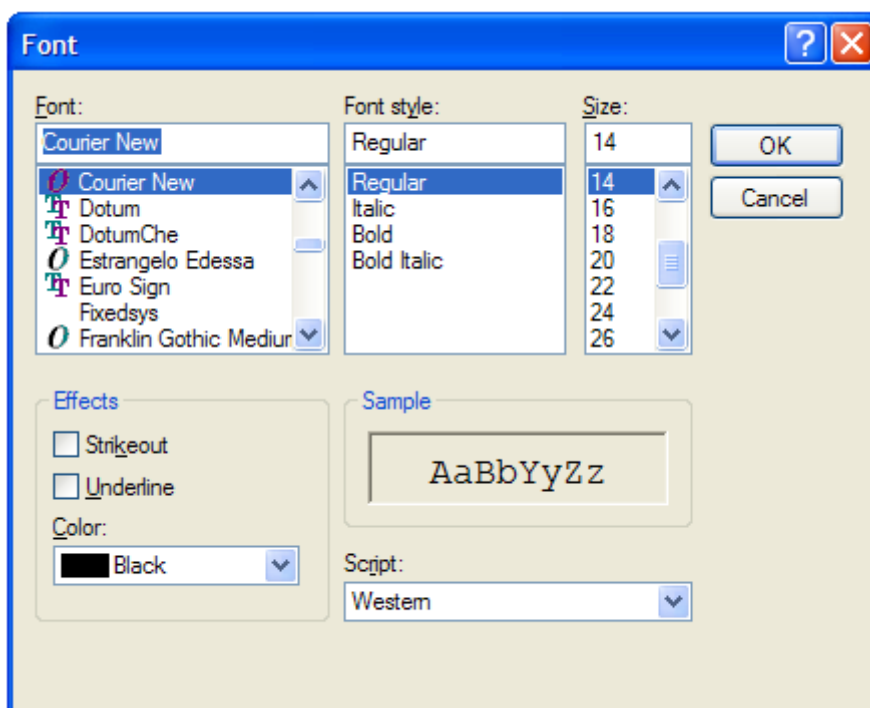 Font
Font:
Courier New
Courier New
Dotum
DotumChe
Estrangelo Edessa
Euro Sign
Fixedsys
Franklin Gothic Mediur
Font style:
Regular
Regular
Italic
Bold
Bold Italic
Size:
14
14
16
18
20
22
24
26
OK
Cancel
Effects
Strikeout
Underline
Color:
Black
Sample
AaBbYyZz
Script:
Western